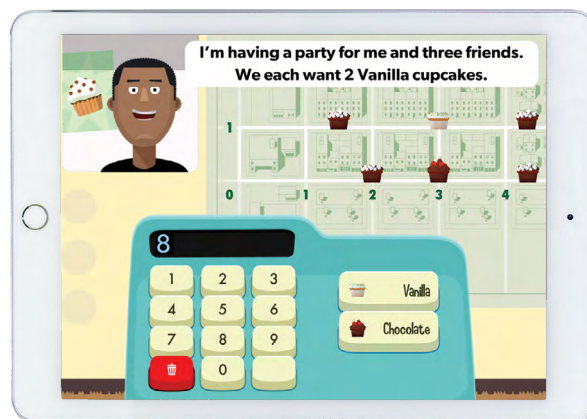 I'm having a party for me and three friends.
We each want 2 Vanilla cupcakes.
1
0 1 2 3 4
8
1 2 3
4 5 6
7 8 9
0
Vanilla
Chocolate